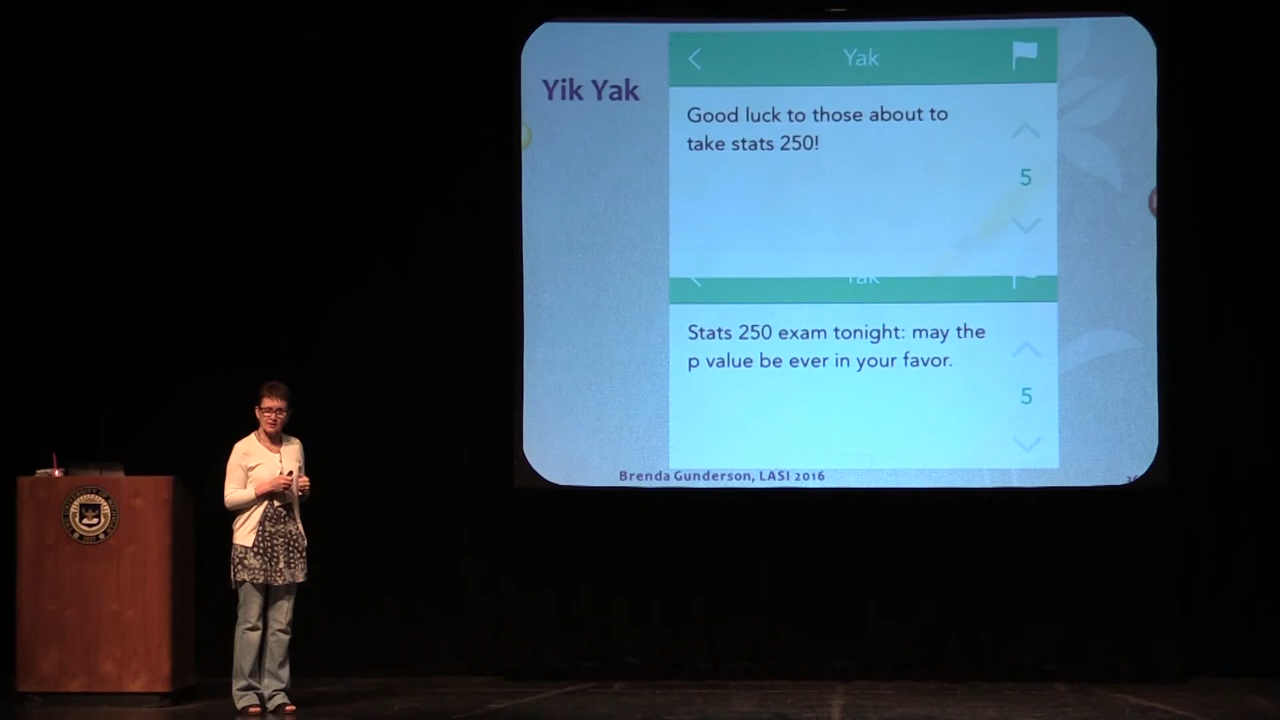 Yik Yak
Yak
Good luck to those about to
take stats 250!
5
Yak
Stats 250 exam tonight: may the
p value be ever in your favor.
5
Brenda Gunderson, LASI 2016